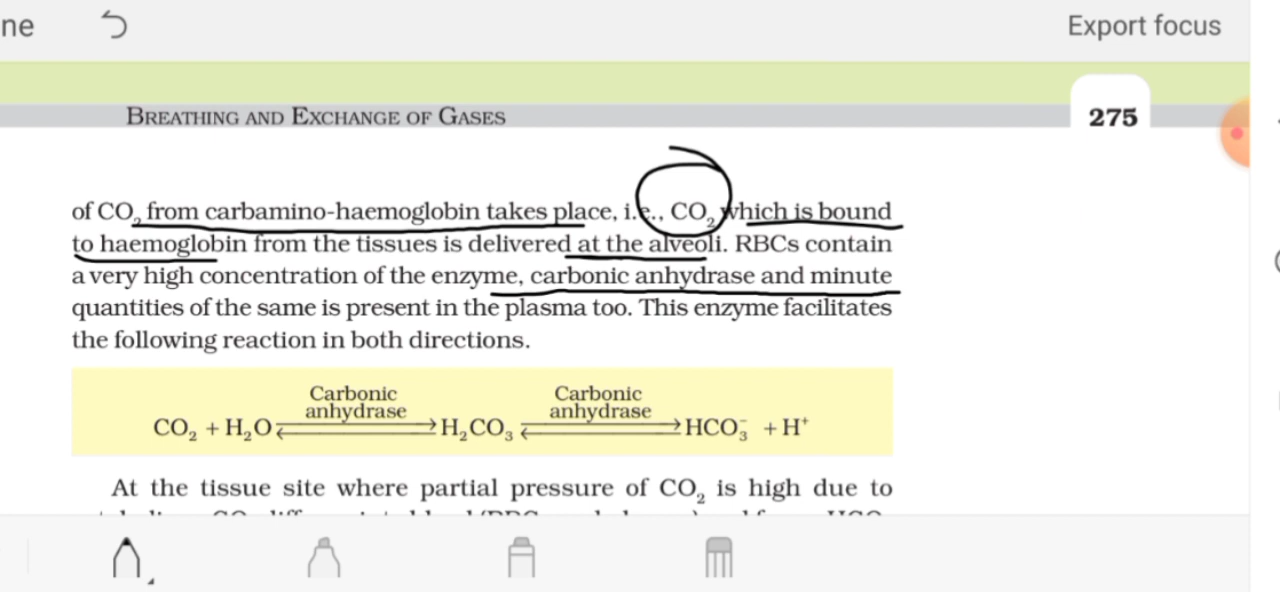 ne
Export focus
BREATHING AND EXCHANGE OF GASES
275
of CO₂ from carbamino-haemoglobin takes place, i.e., CO₂ which is bound
to haemoglobin from the tissues is delivered at the alveoli. RBCs contain
a very high concentration of the enzyme, carbonic anhydrase and minute
quantities of the same is present in the plasma too. This enzyme facilitates
the following reaction in both directions.
Carbonic anhydrase Carbonic anhydrase
CO₂ + H₂O ⇌ H₂CO₃ ⇌ HCO₃⁻ + H⁺
At the tissue site where partial pressure of CO₂ is high due to